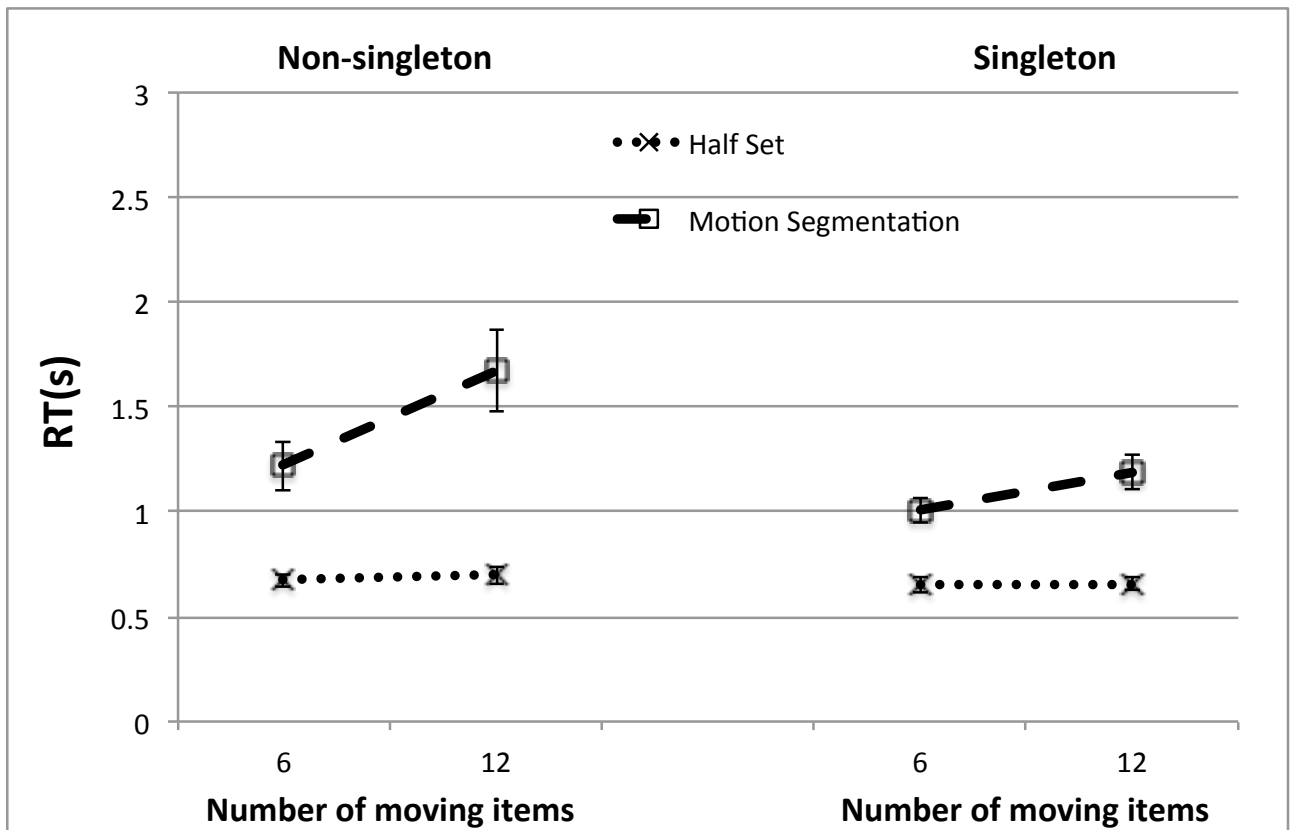 Non-singleton Singleton
3
Half Set
2.5
Motion Segmentation
2
1.5
1
0.5
0
RT(s)
6 12 6 12
Number of moving items Number of moving items